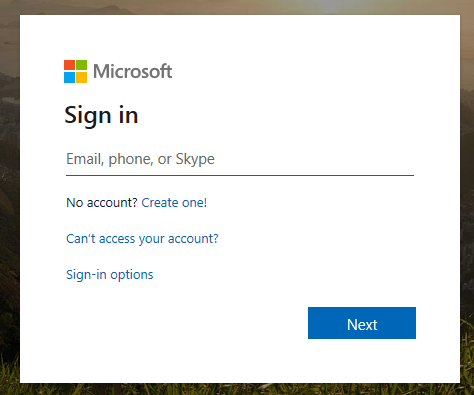 Microsoft
Sign in
Email, phone, or Skype
No account? Create one!
Can't access your account?
Sign-in options
Next